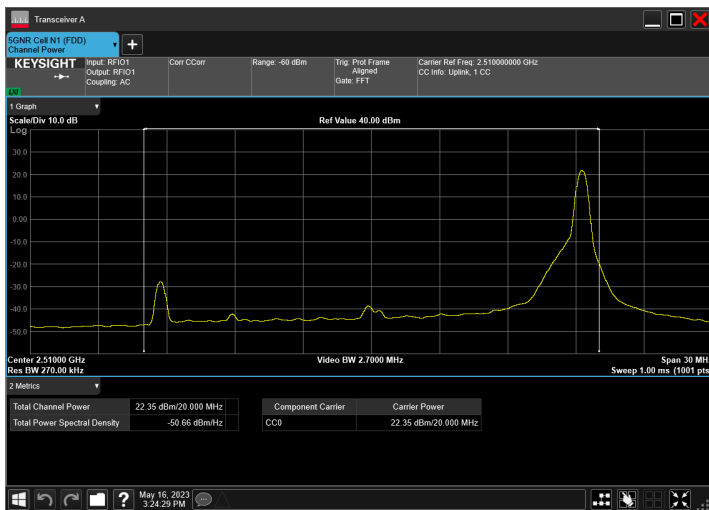 Transceiver A
5GNR Cell N1 (FDD)
Channel Power
KEYSIGHT
LXI
Input: RFIO1
Output: RFIO1
Coupling: AC
Corr CCorr
Range: -60 dBm
Trig: Prot Frame
Aligned
Gate: FFT
Carrier Ref Freq: 2.510000000 GHz
CC Info: Uplink, 1 CC
1 Graph
Scale/Div 10.0 dB
Ref Value 40.00 dBm
Log
30.0
20.0
10.0
0.00
-10.0
-20.0
-30.0
-40.0
-50.0
Center 2.51000 GHz
Video BW 2.7000 MHz
Span 30 MH
Res BW 270.00 kHz
Sweep 1.00 ms (1001 pts
2 Metrics
Total Channel Power 22.35 dBm/20.000 MHz
Total Power Spectral Density -50.66 dBm/Hz
Component Carrier Carrier Power
CC0 22.35 dBm/20.000 MHz
?
May 16, 2023
3:24:29 PM